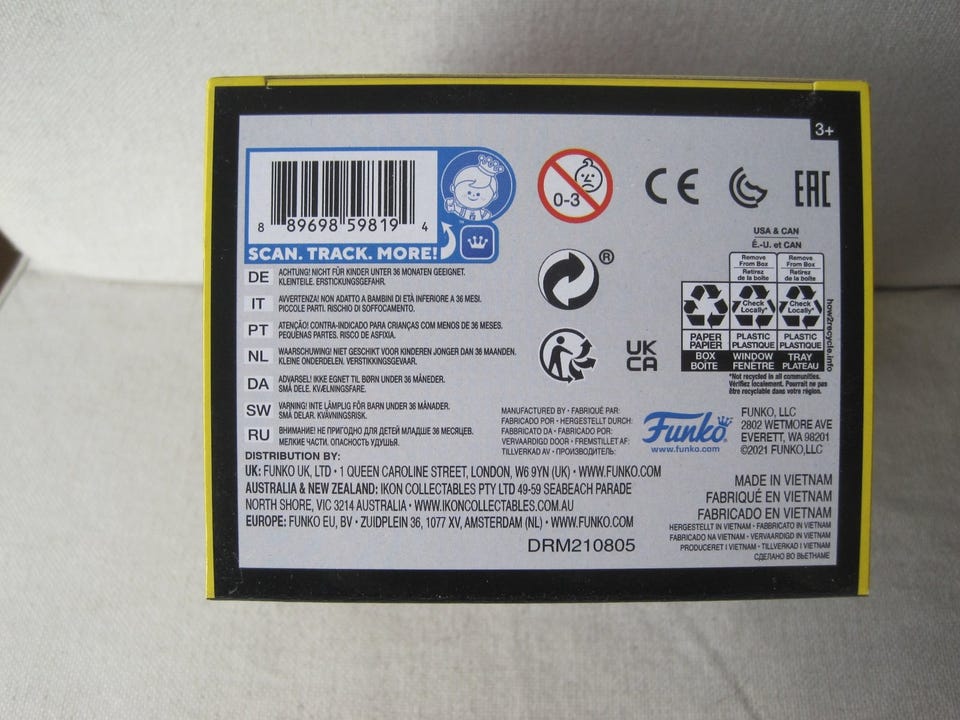 3+
8 89698 59819 4
SCAN. TRACK. MORE!
0-3
CE
EAC
®
UK
CA
USA & CAN
É.-U. et CAN
Remove From Box
Retirez de la boîte
Remove From Box
Retirez de la boîte
Check Locally*
Check Locally*
PAPER
PAPIER
PLASTIC
PLASTIQUE
PLASTIC
PLASTIQUE
BOX
BOÎTE
WINDOW
FENÊTRE
TRAY
PLATEAU
how2recycle.info
*Not recycled in all communities.
Vérifiez localement. Pourrait ne pas
être recyclable dans votre région.
DE ACHTUNG! NICHT FÜR KINDER UNTER 36 MONATEN GEEIGNET.
KLEINTEILE. ERSTICKUNGSGEFAHR.
IT AVVERTENZA! NON ADATTO A BAMBINI DI ETÀ INFERIORE A 36 MESI.
PICCOLE PARTI. RISCHIO DI SOFFOCAMENTO.
PT ATENÇÃO! CONTRA-INDICADO PARA CRIANÇAS COM MENOS DE 36 MESES.
PEQUENAS PARTES. RISCO DE ASFIXIA.
NL WAARSCHUWING! NIET GESCHIKT VOOR KINDEREN JONGER DAN 36 MAANDEN.
KLEINE ONDERDELEN. VERSTIKKINGSGEVAAR.
DA ADVARSEL! IKKE EGNET TIL BØRN UNDER 36 MÅNEDER.
SMÅ DELE. KVÆLNINGSFARE.
SW VARNING! INTE LÄMPLIG FÖR BARN UNDER 36 MÅNADER.
SMÅ DELAR. KVÄVNINGSRISK.
RU ВНИМАНИЕ! НЕ ПРИГОДНО ДЛЯ ДЕТЕЙ МЛАДШЕ 36 МЕСЯЦЕВ.
МЕЛКИЕ ЧАСТИ. ОПАСНОСТЬ УДУШЬЯ.
MANUFACTURED BY • FABRIQUÉ PAR:
FABRICADO POR • HERGESTELLT DURCH:
FABBRICATO DA • FABRICADO POR:
VERVAARDIGD DOOR • FREMSTILLET AF:
TILLVERKAD AV • ПРОИЗВОДИТЕЛЬ:
Funko
www.funko.com
FUNKO, LLC
2802 WETMORE AVE
EVERETT, WA 98201
©2021 FUNKO,LLC
DISTRIBUTION BY:
UK: FUNKO UK, LTD • 1 QUEEN CAROLINE STREET, LONDON, W6 9YN (UK) • WWW.FUNKO.COM
AUSTRALIA & NEW ZEALAND: IKON COLLECTABLES PTY LTD 49-59 SEABEACH PARADE
NORTH SHORE, VIC 3214 AUSTRALIA • WWW.IKONCOLLECTABLES.COM.AU
EUROPE: FUNKO EU, BV • ZUIDPLEIN 36, 1077 XV, AMSTERDAM (NL) • WWW.FUNKO.COM
DRM210805
MADE IN VIETNAM
FABRIQUÉ EN VIETNAM
FABRICADO EN VIETNAM
HERGESTELLT IN VIETNAM • FABBRICATO IN VIETNAM
FABRICADO NA VIETNAM • VERVAARDIGD IN VIETNAM
PRODUCERET I VIETNAM • TILLVERKAD I VIETNAM
СДЕЛАНО ВО ВЬЕТНАМЕ